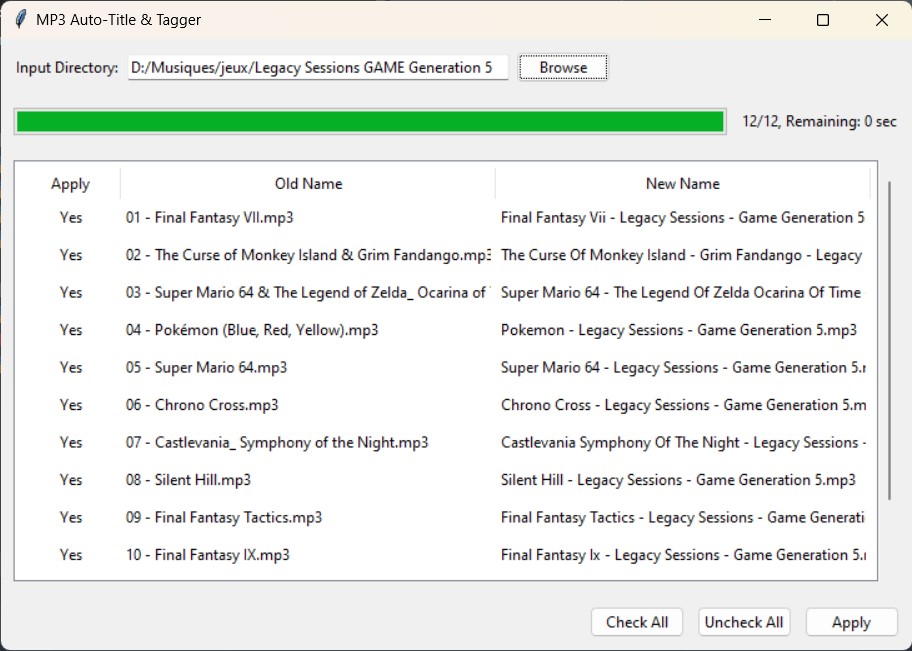 MP3 Auto-Title & Tagger
Input Directory: D:/Musiques/jeux/Legacy Sessions GAME Generation 5 Browse
12/12, Remaining: 0 sec
Apply Old Name New Name
Yes 01 - Final Fantasy VII.mp3 Final Fantasy Vii - Legacy Sessions - Game Generation 5
Yes 02 - The Curse of Monkey Island & Grim Fandango.mp3 The Curse Of Monkey Island - Grim Fandango - Legacy
Yes 03 - Super Mario 64 & The Legend of Zelda_ Ocarina of Super Mario 64 - The Legend Of Zelda Ocarina Of Time
Yes 04 - Pokémon (Blue, Red, Yellow).mp3 Pokemon - Legacy Sessions - Game Generation 5.mp3
Yes 05 - Super Mario 64.mp3 Super Mario 64 - Legacy Sessions - Game Generation 5.
Yes 06 - Chrono Cross.mp3 Chrono Cross - Legacy Sessions - Game Generation 5.m
Yes 07 - Castlevania_ Symphony of the Night.mp3 Castlevania Symphony Of The Night - Legacy Sessions -
Yes 08 - Silent Hill.mp3 Silent Hill - Legacy Sessions - Game Generation 5.mp3
Yes 09 - Final Fantasy Tactics.mp3 Final Fantasy Tactics - Legacy Sessions - Game Generati
Yes 10 - Final Fantasy IX.mp3 Final Fantasy Ix - Legacy Sessions - Game Generation 5.
Check All Uncheck All Apply